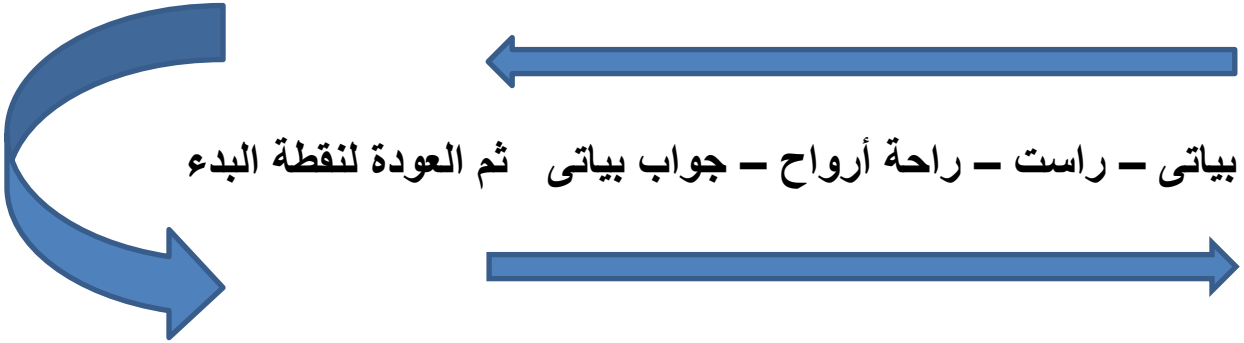 بياتى – راست – راحة أرواح – جواب بياتى   ثم العودة لنقطة البدء